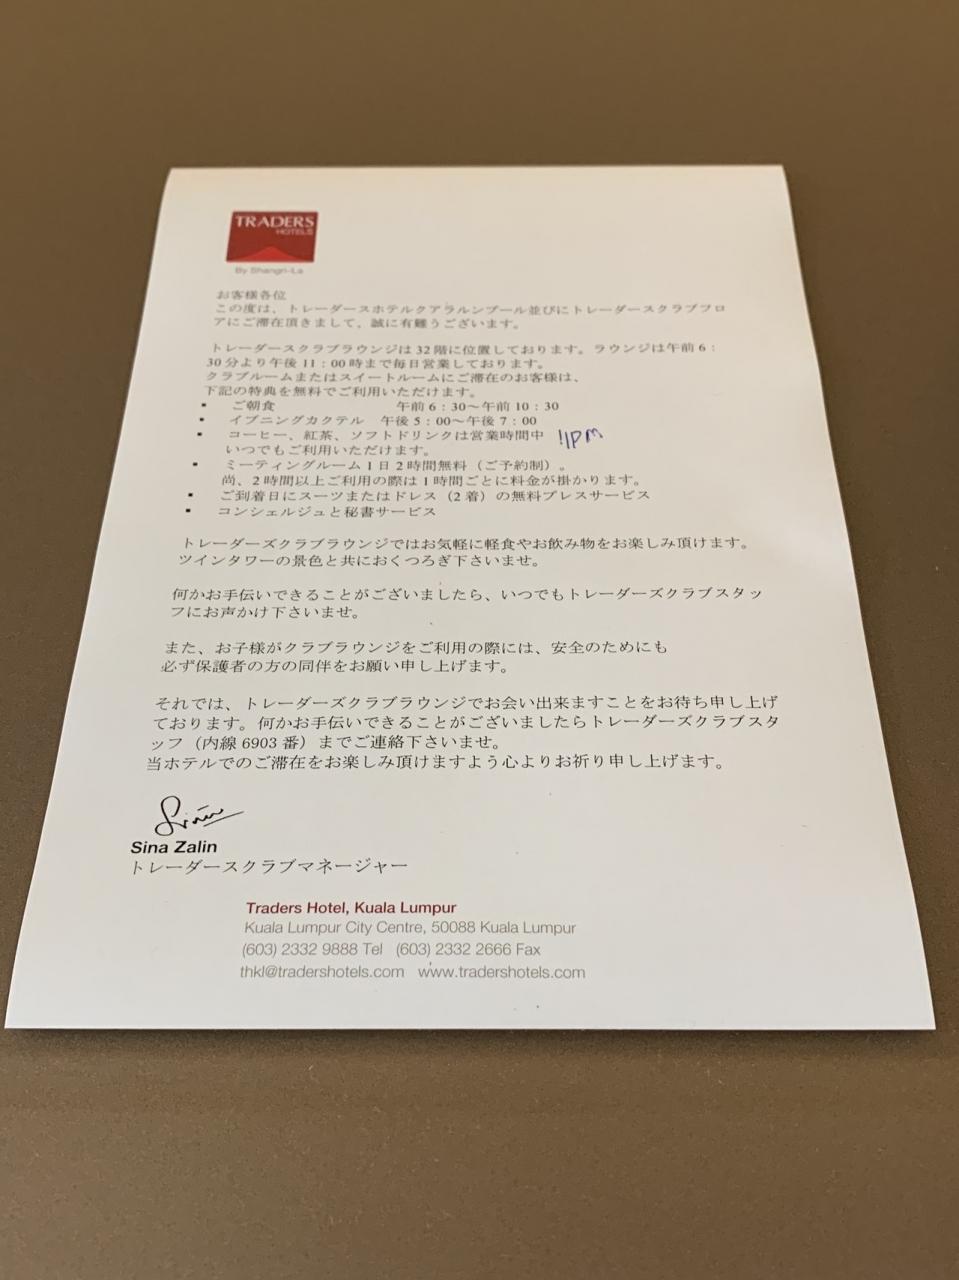 TRADERS
HOTELS
By Shangri-La
お客様各位
この度は、トレーダースホテルクアラルンプール並びにトレーダースクラブフロ
アにご滞在頂きまして、誠に有難うございます。
トレーダースクラブラウンジは 32 階に位置しております。ラウンジは午前 6：
30 分より午後 11：00 時まで毎日営業しております。
クラブルームまたはスイートルームにご滞在のお客様は、
下記の特典を無料でご利用いただけます。
▪ ご朝食 午前 6：30～午前 10：30
▪ イブニングカクテル 午後 5：00～午後 7：00
▪ コーヒー、紅茶、ソフトドリンクは営業時間中 11PM
いつでもご利用いただけます。
▪ ミーティングルーム 1 日 2 時間無料（ご予約制）。
尚、2 時間以上ご利用の際は 1 時間ごとに料金が掛かります。
▪ ご到着日にスーツまたはドレス（2 着）の無料プレスサービス
▪ コンシェルジュと秘書サービス
トレーダーズクラブラウンジではお気軽に軽食やお飲み物をお楽しみ頂けます。
ツインタワーの景色と共におくつろぎ下さいませ。
何かお手伝いできることがございましたら、いつでもトレーダーズクラブスタッ
フにお声かけ下さいませ。
また、お子様がクラブラウンジをご利用の際には、安全のためにも
必ず保護者の方の同伴をお願い申し上げます。
それでは、トレーダーズクラブラウンジでお会い出来ますことをお待ち申し上げ
ております。何かお手伝いできることがございましたらトレーダーズクラブスタ
ッフ（内線 6903 番）までご連絡下さいませ。
当ホテルでのご滞在をお楽しみ頂けますよう心よりお祈り申し上げます。
Sina Zalin
トレーダースクラブマネージャー
Traders Hotel, Kuala Lumpur
Kuala Lumpur City Centre, 50088 Kuala Lumpur
(603) 2332 9888 Tel (603) 2332 2666 Fax
thkl@tradershotels.com www.tradershotels.com